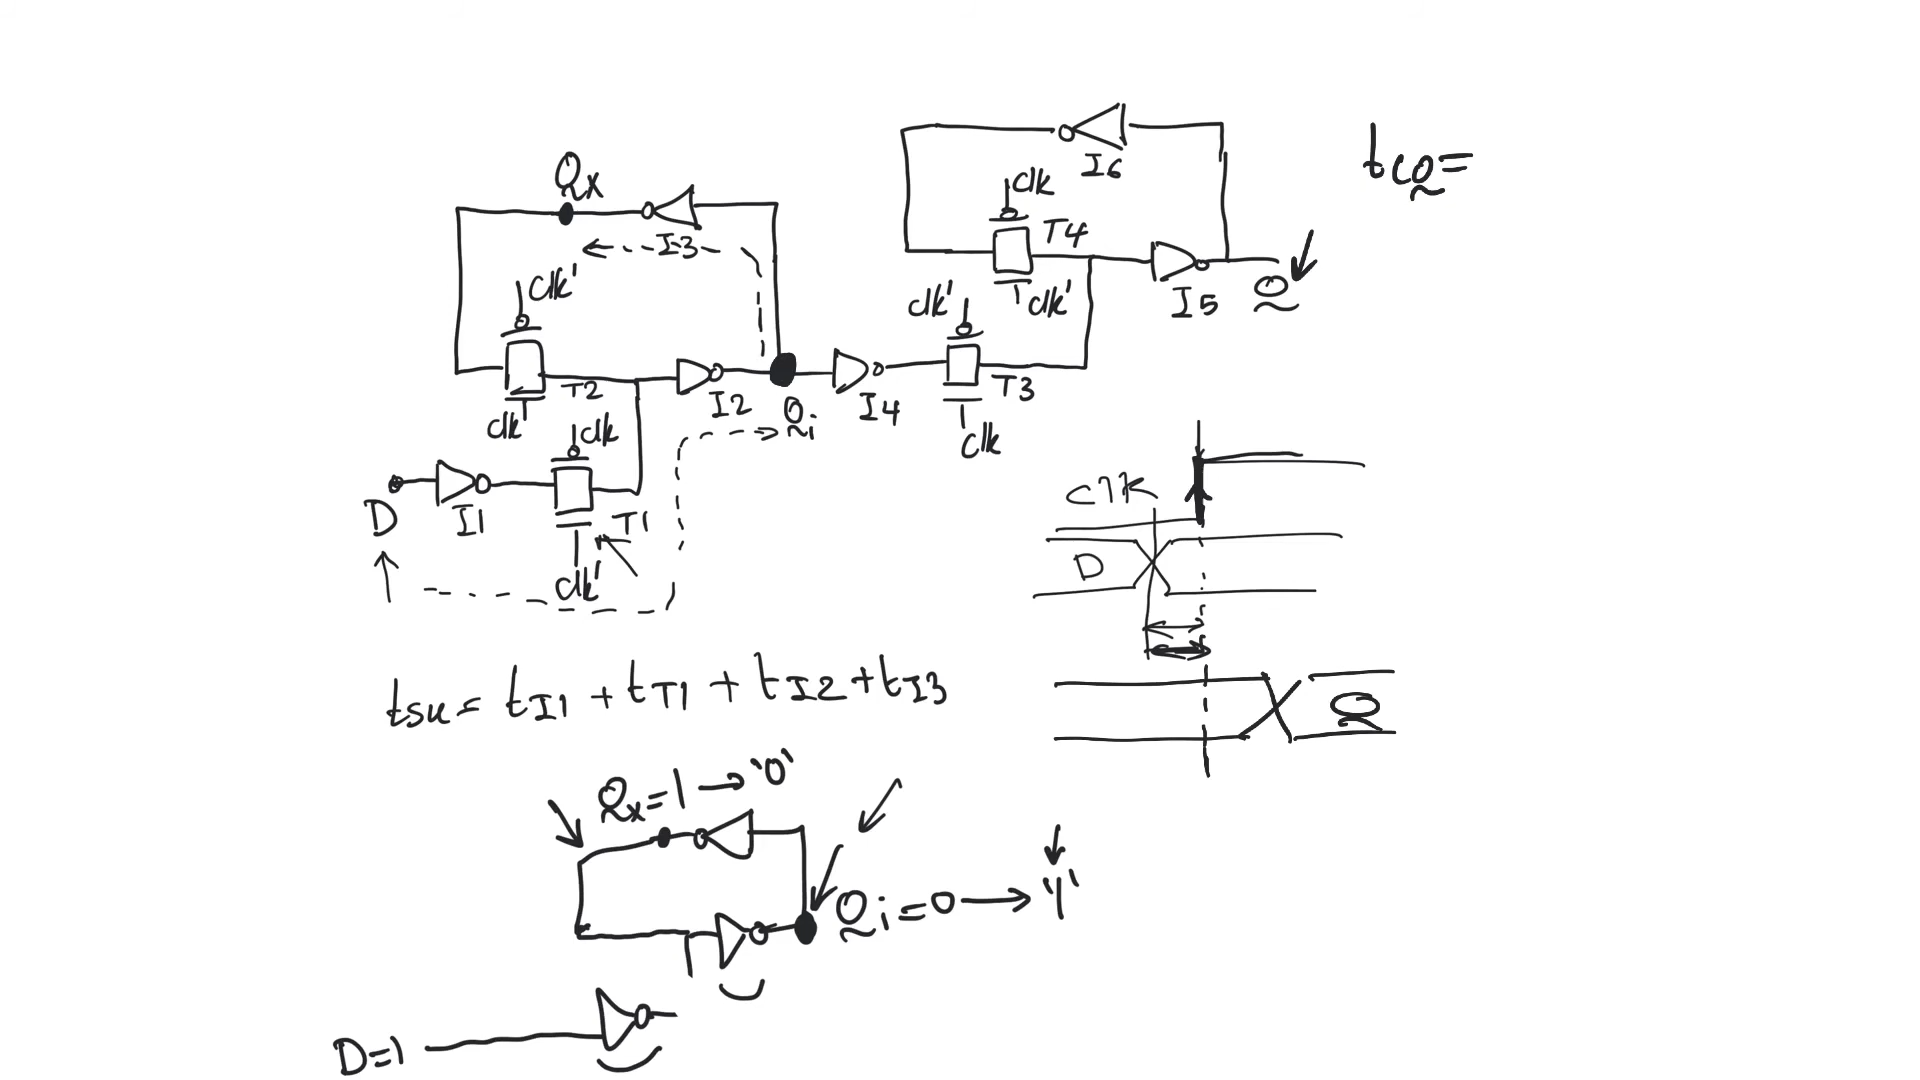 I6
tCQ=
Qx
clk
I3
T4
clk'
clk'
clk'
Q
I5
T2
I2
I4
T3
clk
clk
Qi
clk
D
I1
T1
clk'
clk
D
tsu = tI1 + tT1 + tI2 + tI3
Q
Qx=1→'0'
Qi=0→'1'
D=1